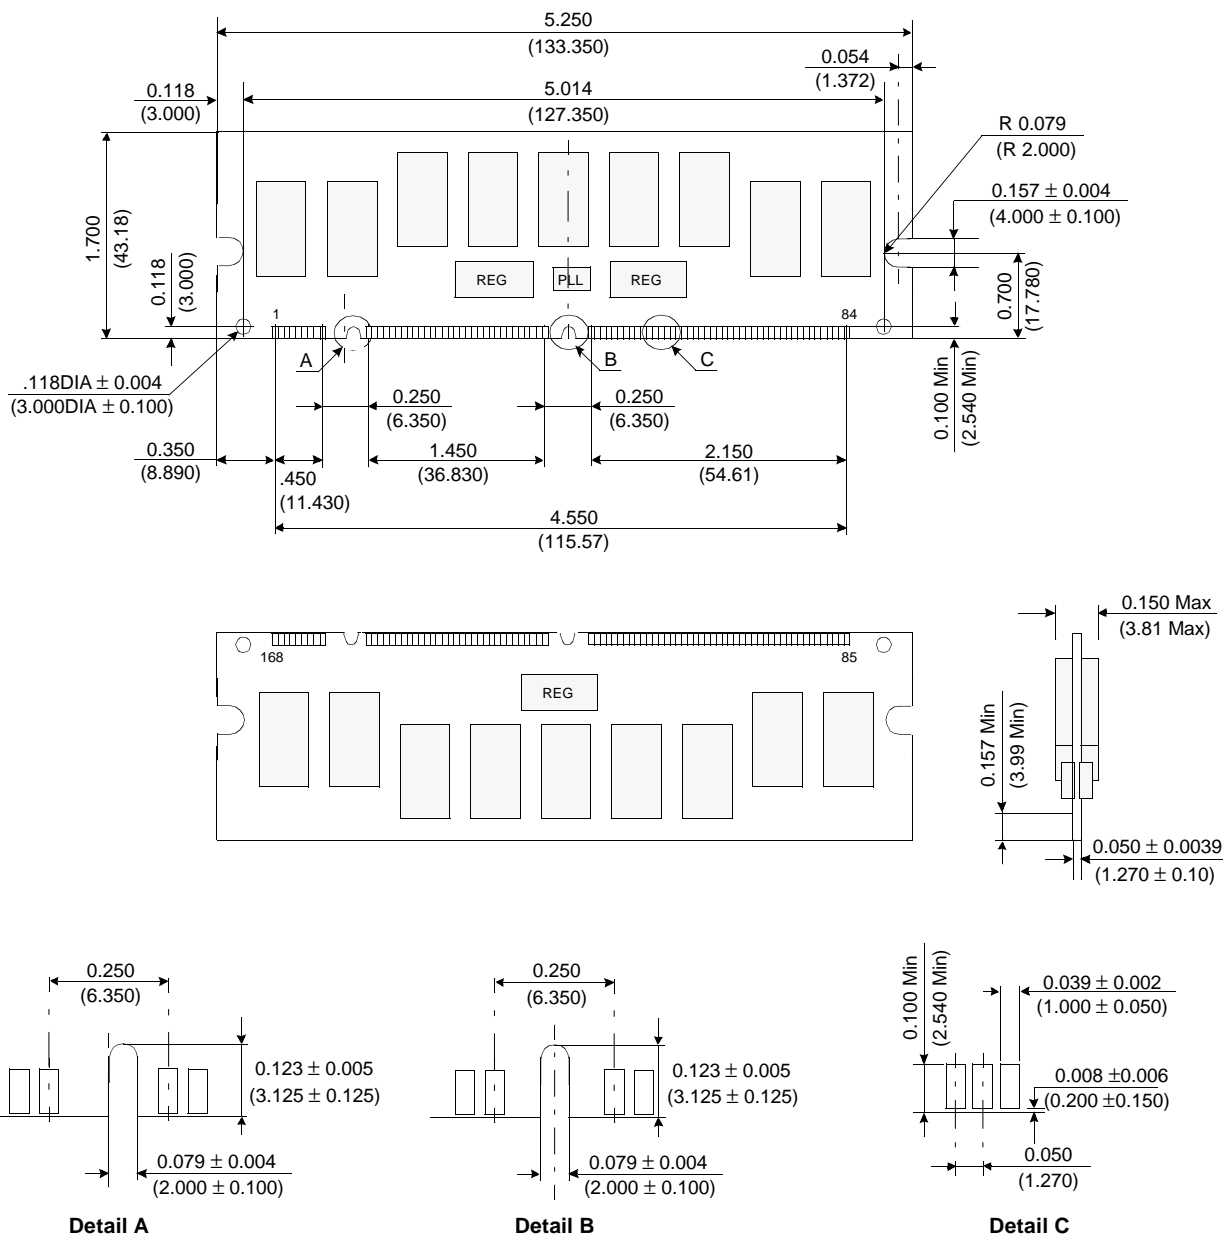 5.250
(133.350)
0.054
(1.372)
0.118
(3.000)
5.014
(127.350)
R 0.079
(R 2.000)
0.157 ± 0.004
(4.000 ± 0.100)
1.700
(43.18)
0.118
(3.000)
REG
PLL
REG
0.700
(17.780)
1
84
A
B
C
.118DIA ± 0.004
(3.000DIA ± 0.100)
0.250
(6.350)
0.250
(6.350)
0.100 Min
(2.540 Min)
0.350
(8.890)
.450
(11.430)
1.450
(36.830)
2.150
(54.61)
4.550
(115.57)
0.150 Max
(3.81 Max)
168
85
REG
0.157 Min
(3.99 Min)
0.050 ± 0.0039
(1.270 ± 0.10)
0.250
(6.350)
0.123 ± 0.005
(3.125 ± 0.125)
0.079 ± 0.004
(2.000 ± 0.100)
Detail A
0.250
(6.350)
0.123 ± 0.005
(3.125 ± 0.125)
0.079 ± 0.004
(2.000 ± 0.100)
Detail B
0.100 Min
(2.540 Min)
0.039 ± 0.002
(1.000 ± 0.050)
0.008 ±0.006
(0.200 ±0.150)
0.050
(1.270)
Detail C